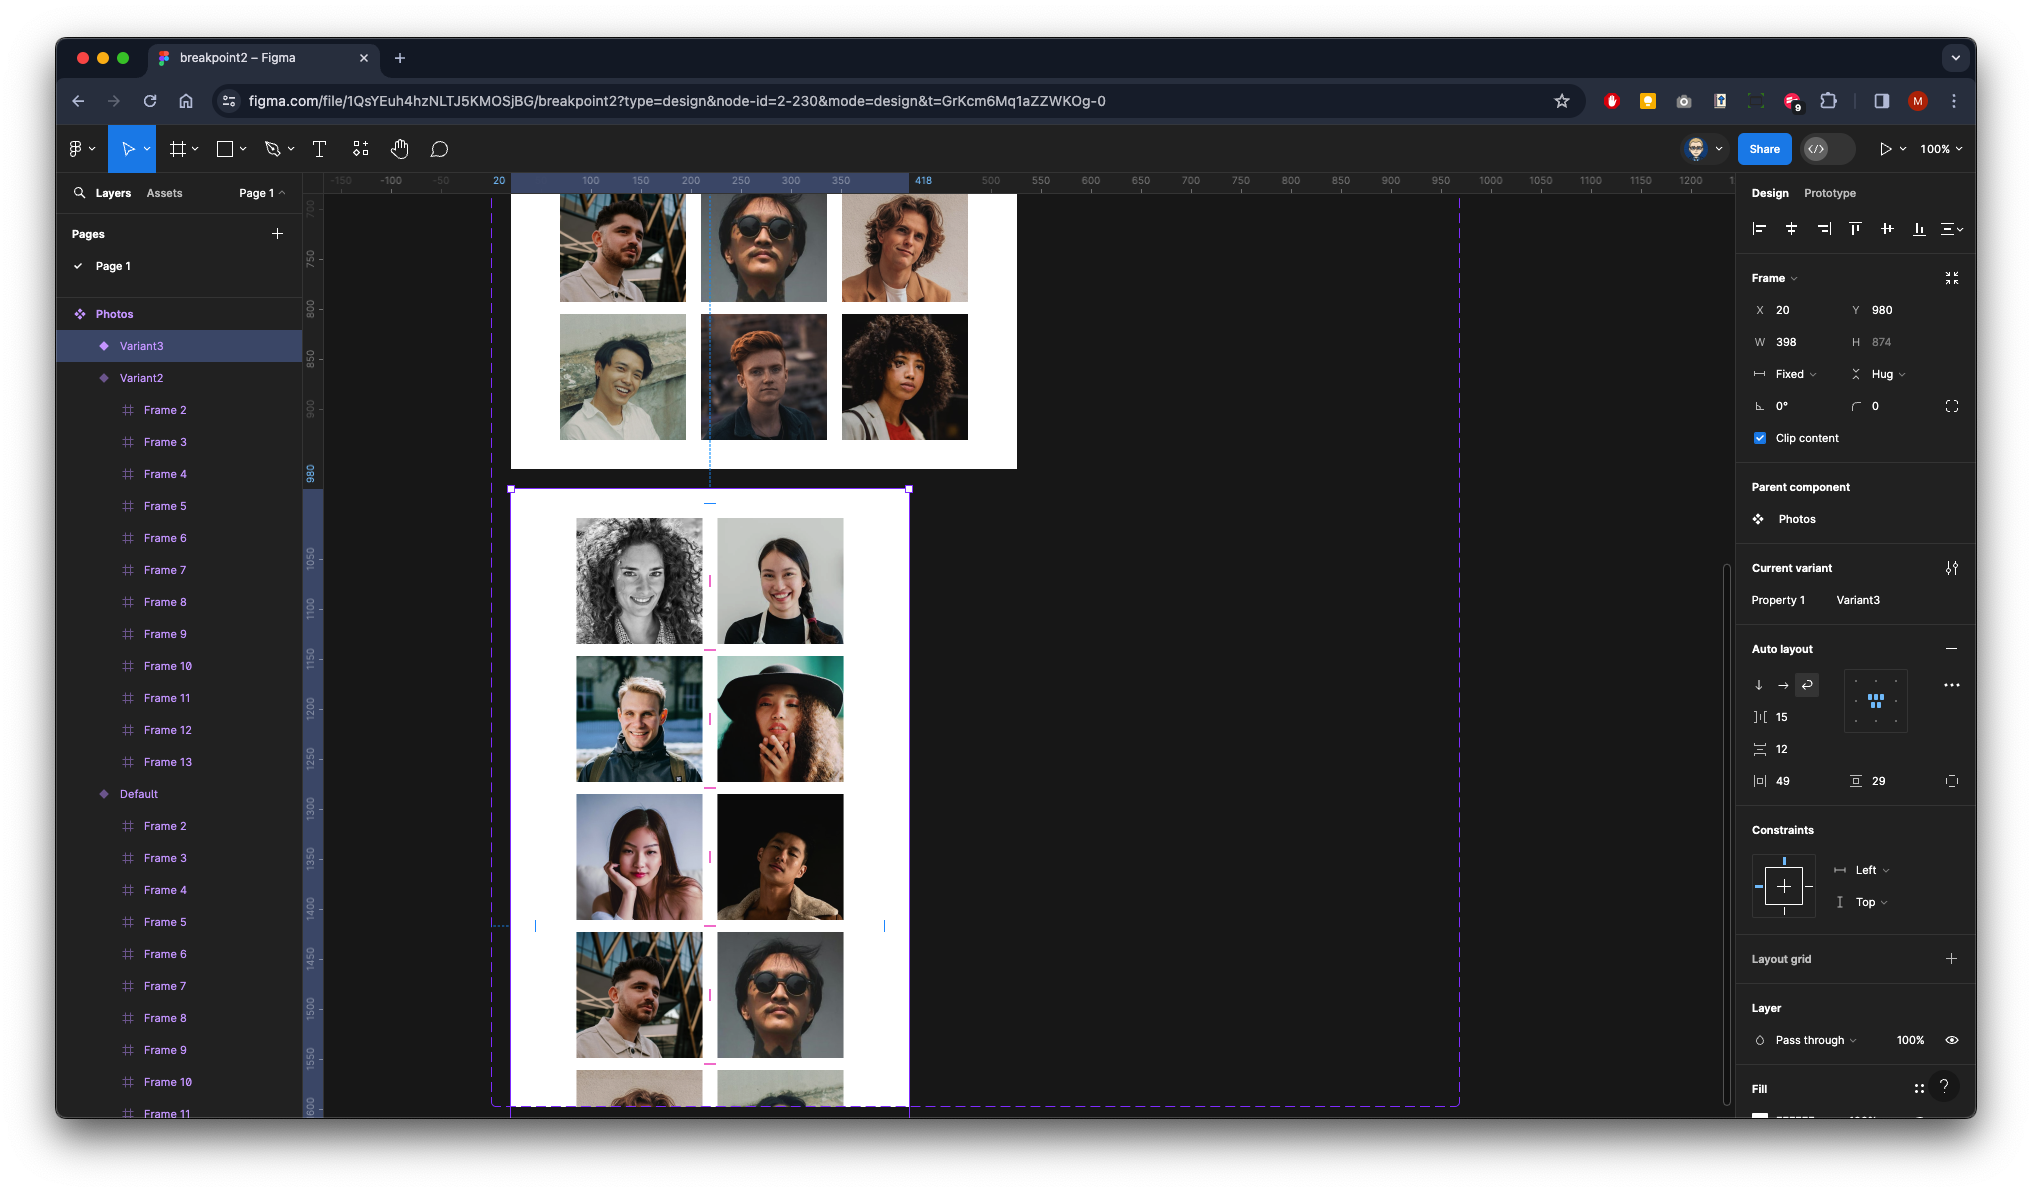 breakpoint2 – Figma
figma.com/file/1QsYEuh4hzNLTJ5KMOSjBG/breakpoint2?type=design&node-id=2-230&mode=design&t=GrKcm6Mq1aZZWKOg-0
9
M
Share
100%
Layers
Assets
Page 1
Pages
Page 1
Photos
Variant3
Variant2
Frame 2
Frame 3
Frame 4
Frame 5
Frame 6
Frame 7
Frame 8
Frame 9
Frame 10
Frame 11
Frame 12
Frame 13
Default
Frame 2
Frame 3
Frame 4
Frame 5
Frame 6
Frame 7
Frame 8
Frame 9
Frame 10
Frame 11
-150 -100 -50 20 100 150 200 250 300 350 418 500 550 600 650 700 750 800 850 900 950 1000 1050 1100 1150 1200
700
750
800
850
900
980
1050
1100
1150
1200
1250
1300
1350
1400
1450
1500
1550
Design
Prototype
Frame
X 20 Y 980
W 398 H 874
Fixed Hug
0° 0
Clip content
Parent component
Photos
Current variant
Property 1 Variant3
Auto layout
15
12
49 29
Constraints
Left
Top
Layout grid
Layer
Pass through 100%
Fill
?